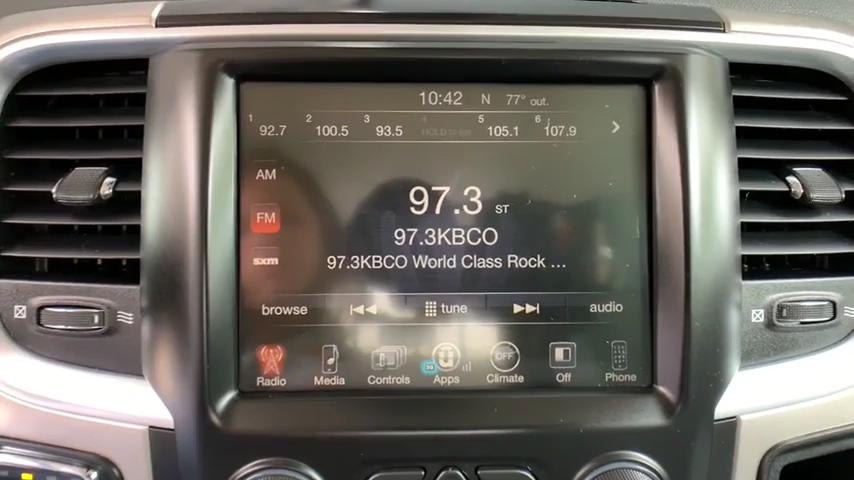 10:42 N 77° out.
1 92.7 2 100.5 3 93.5 4 HOLD to set 5 105.1 6 107.9
AM
97.3 ST
FM
97.3KBCO
sxm
97.3KBCO World Class Rock ...
browse tune audio
OFF
3G
Radio Media Controls Apps Climate Off Phone